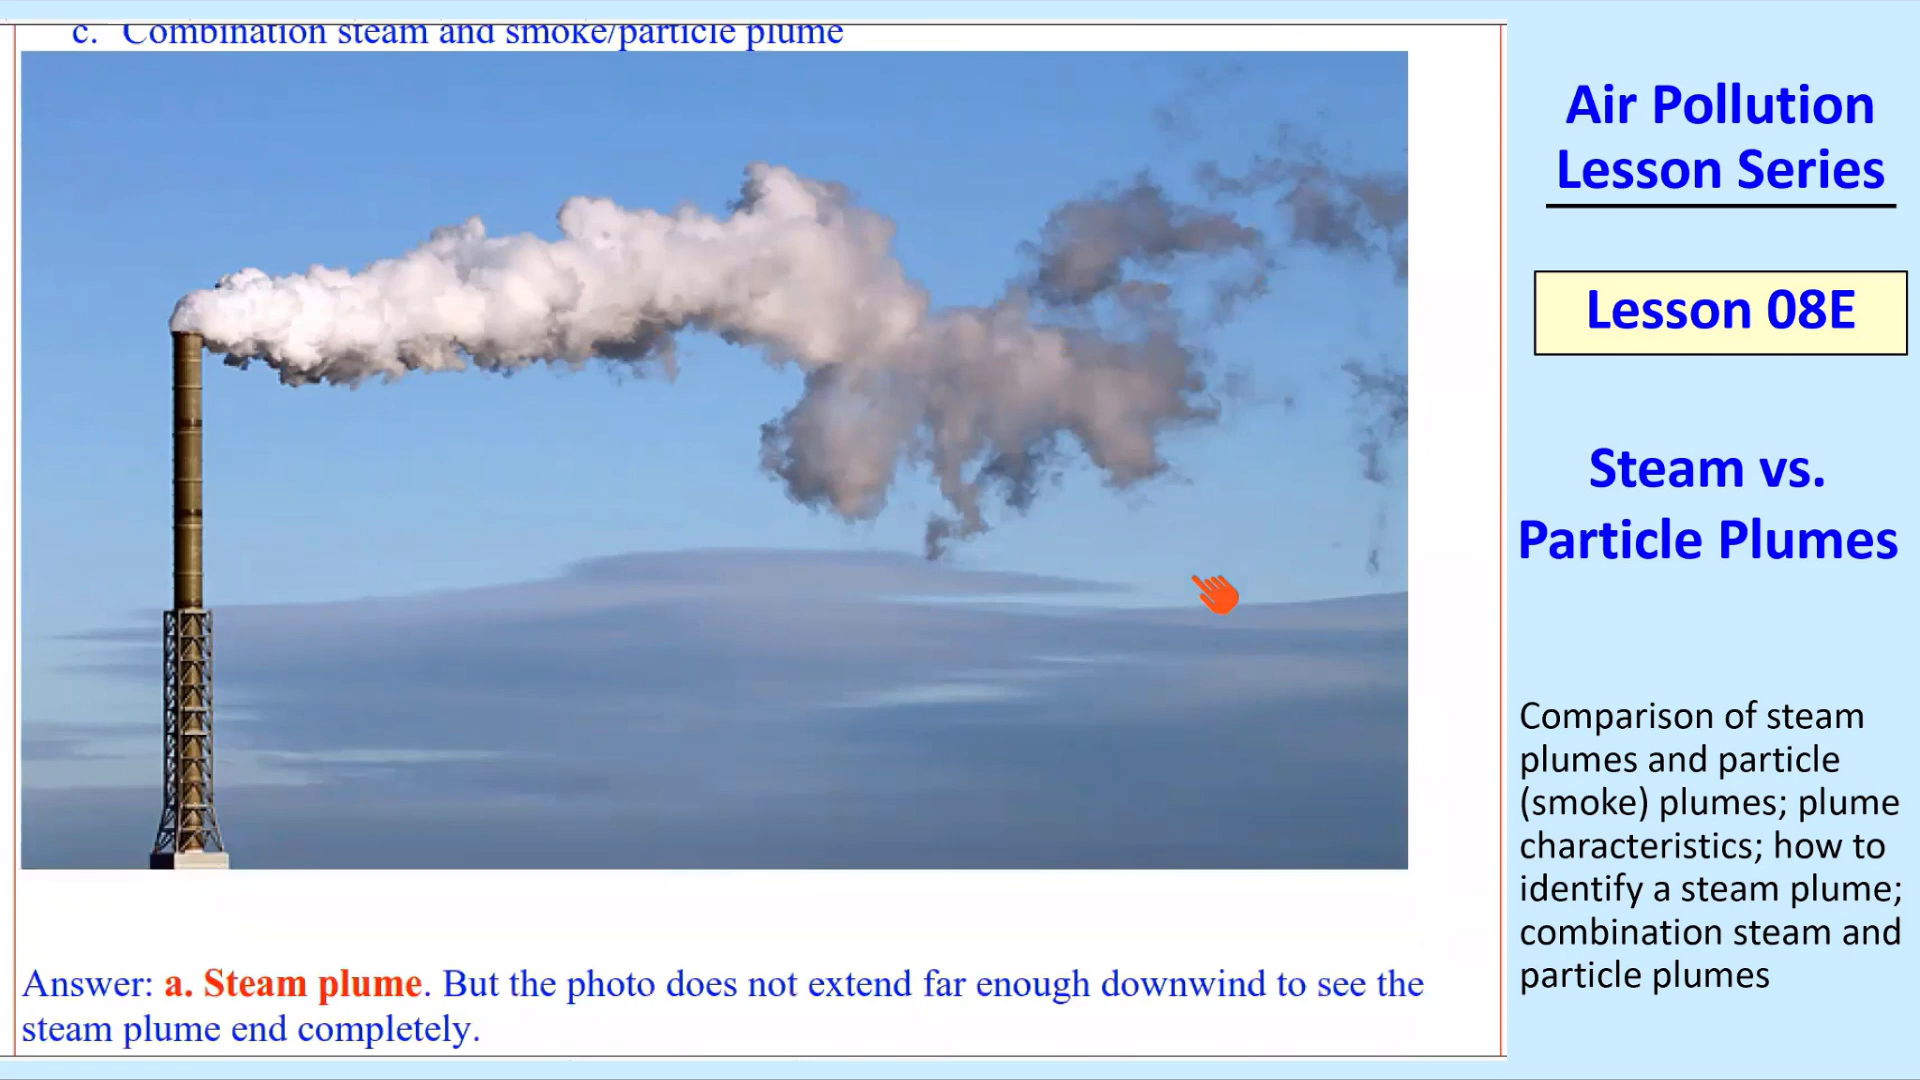 c. Combination steam and smoke/particle plume
Answer: a. Steam plume. But the photo does not extend far enough downwind to see the
steam plume end completely.
Air Pollution
Lesson Series
Lesson 08E
Steam vs.
Particle Plumes
Comparison of steam
plumes and particle
(smoke) plumes; plume
characteristics; how to
identify a steam plume;
combination steam and
particle plumes